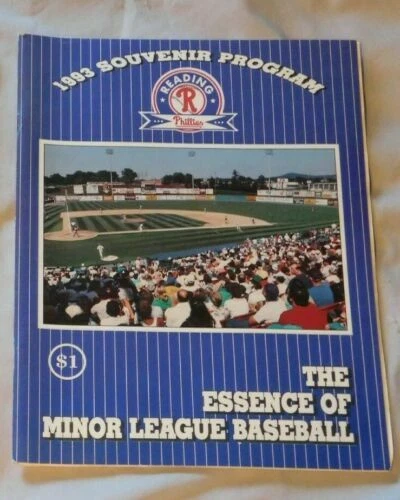 1993 SOUVENIR PROGRAM
READING
R
Phillies
$1
THE
ESSENCE OF
MINOR LEAGUE BASEBALL